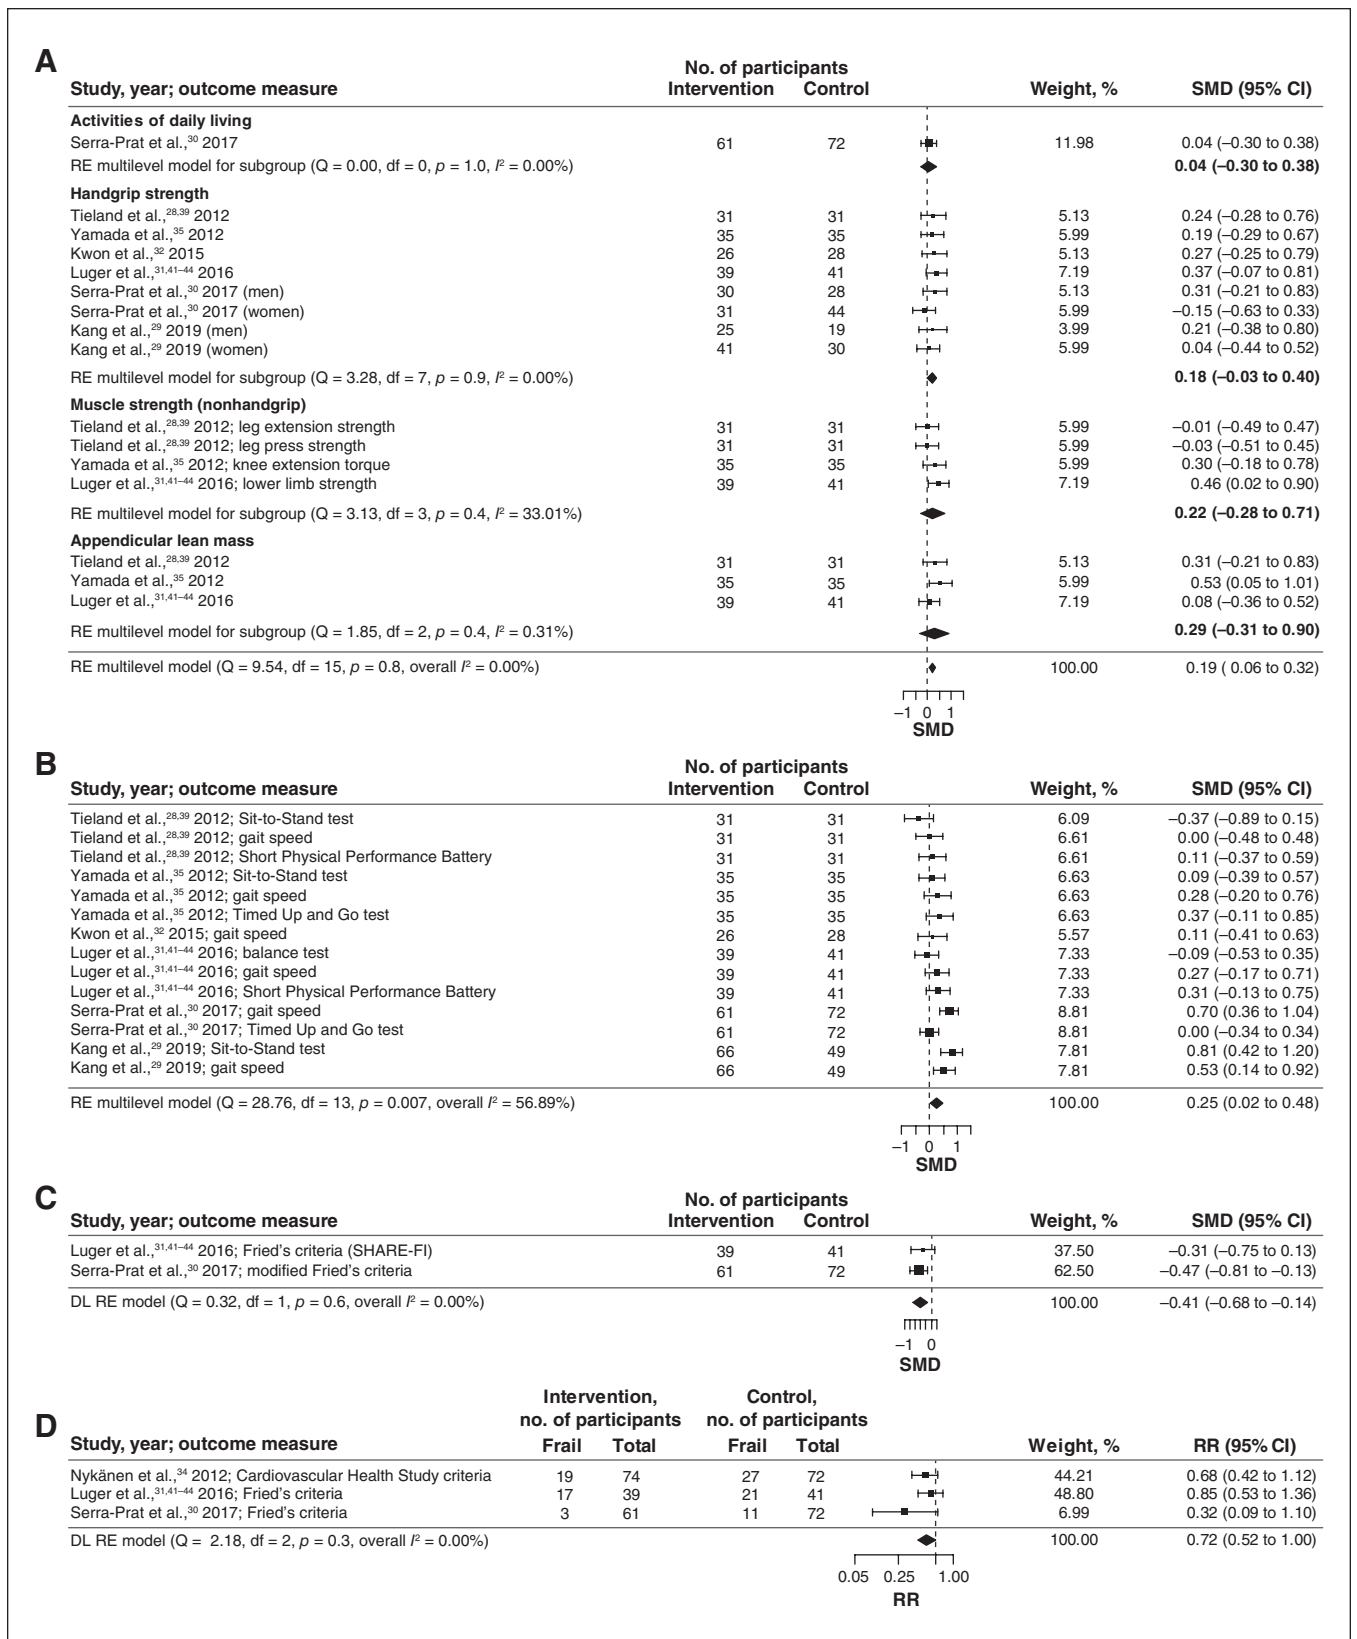 A
No. of participants
Study, year; outcome measure Intervention Control Weight, % SMD (95% CI)
Activities of daily living
Serra-Prat et al.,30 2017 61 72 11.98 0.04 (–0.30 to 0.38)
RE multilevel model for subgroup (Q = 0.00, df = 0, p = 1.0, I² = 0.00%) 0.04 (–0.30 to 0.38)
Handgrip strength
Tieland et al.,28,39 2012 31 31 5.13 0.24 (–0.28 to 0.76)
Yamada et al.,35 2012 35 35 5.99 0.19 (–0.29 to 0.67)
Kwon et al.,32 2015 26 28 5.13 0.27 (–0.25 to 0.79)
Luger et al.,31,41–44 2016 39 41 7.19 0.37 (–0.07 to 0.81)
Serra-Prat et al.,30 2017 (men) 30 28 5.13 0.31 (–0.21 to 0.83)
Serra-Prat et al.,30 2017 (women) 31 44 5.99 –0.15 (–0.63 to 0.33)
Kang et al.,29 2019 (men) 25 19 3.99 0.21 (–0.38 to 0.80)
Kang et al.,29 2019 (women) 41 30 5.99 0.04 (–0.44 to 0.52)
RE multilevel model for subgroup (Q = 3.28, df = 7, p = 0.9, I² = 0.00%) 0.18 (–0.03 to 0.40)
Muscle strength (nonhandgrip)
Tieland et al.,28,39 2012; leg extension strength 31 31 5.99 –0.01 (–0.49 to 0.47)
Tieland et al.,28,39 2012; leg press strength 31 31 5.99 –0.03 (–0.51 to 0.45)
Yamada et al.,35 2012; knee extension torque 35 35 5.99 0.30 (–0.18 to 0.78)
Luger et al.,31,41–44 2016; lower limb strength 39 41 7.19 0.46 (0.02 to 0.90)
RE multilevel model for subgroup (Q = 3.13, df = 3, p = 0.4, I² = 33.01%) 0.22 (–0.28 to 0.71)
Appendicular lean mass
Tieland et al.,28,39 2012 31 31 5.13 0.31 (–0.21 to 0.83)
Yamada et al.,35 2012 35 35 5.99 0.53 (0.05 to 1.01)
Luger et al.,31,41–44 2016 39 41 7.19 0.08 (–0.36 to 0.52)
RE multilevel model for subgroup (Q = 1.85, df = 2, p = 0.4, I² = 0.31%) 0.29 (–0.31 to 0.90)
RE multilevel model (Q = 9.54, df = 15, p = 0.8, overall I² = 0.00%) 100.00 0.19 ( 0.06 to 0.32)
–1 0 1
SMD
B
No. of participants
Study, year; outcome measure Intervention Control Weight, % SMD (95% CI)
Tieland et al.,28,39 2012; Sit-to-Stand test 31 31 6.09 –0.37 (–0.89 to 0.15)
Tieland et al.,28,39 2012; gait speed 31 31 6.61 0.00 (–0.48 to 0.48)
Tieland et al.,28,39 2012; Short Physical Performance Battery 31 31 6.61 0.11 (–0.37 to 0.59)
Yamada et al.,35 2012; Sit-to-Stand test 35 35 6.63 0.09 (–0.39 to 0.57)
Yamada et al.,35 2012; gait speed 35 35 6.63 0.28 (–0.20 to 0.76)
Yamada et al.,35 2012; Timed Up and Go test 35 35 6.63 0.37 (–0.11 to 0.85)
Kwon et al.,32 2015; gait speed 26 28 5.57 0.11 (–0.41 to 0.63)
Luger et al.,31,41–44 2016; balance test 39 41 7.33 –0.09 (–0.53 to 0.35)
Luger et al.,31,41–44 2016; gait speed 39 41 7.33 0.27 (–0.17 to 0.71)
Luger et al.,31,41–44 2016; Short Physical Performance Battery 39 41 7.33 0.31 (–0.13 to 0.75)
Serra-Prat et al.,30 2017; gait speed 61 72 8.81 0.70 (0.36 to 1.04)
Serra-Prat et al.,30 2017; Timed Up and Go test 61 72 8.81 0.00 (–0.34 to 0.34)
Kang et al.,29 2019; Sit-to-Stand test 66 49 7.81 0.81 (0.42 to 1.20)
Kang et al.,29 2019; gait speed 66 49 7.81 0.53 (0.14 to 0.92)
RE multilevel model (Q = 28.76, df = 13, p = 0.007, overall I² = 56.89%) 100.00 0.25 (0.02 to 0.48)
–1 0 1
SMD
C
No. of participants
Study, year; outcome measure Intervention Control Weight, % SMD (95% CI)
Luger et al.,31,41–44 2016; Fried's criteria (SHARE-FI) 39 41 37.50 –0.31 (–0.75 to 0.13)
Serra-Prat et al.,30 2017; modified Fried's criteria 61 72 62.50 –0.47 (–0.81 to –0.13)
DL RE model (Q = 0.32, df = 1, p = 0.6, overall I² = 0.00%) 100.00 –0.41 (–0.68 to –0.14)
–1 0
SMD
D
Intervention, Control,
no. of participants no. of participants
Study, year; outcome measure Frail Total Frail Total Weight, % RR (95% CI)
Nykänen et al.,34 2012; Cardiovascular Health Study criteria 19 74 27 72 44.21 0.68 (0.42 to 1.12)
Luger et al.,31,41–44 2016; Fried's criteria 17 39 21 41 48.80 0.85 (0.53 to 1.36)
Serra-Prat et al.,30 2017; Fried's criteria 3 61 11 72 6.99 0.32 (0.09 to 1.10)
DL RE model (Q = 2.18, df = 2, p = 0.3, overall I² = 0.00%) 100.00 0.72 (0.52 to 1.00)
0.05 0.25 1.00
RR